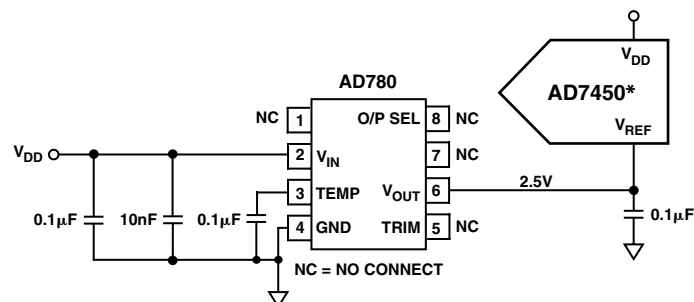 V_DD
AD7450*
V_REF
AD780
NC 1 O/P SEL 8 NC
V_DD 2 V_IN 7 NC
3 TEMP V_OUT 6 2.5V
0.1μF 10nF 0.1μF 4 GND TRIM 5 NC 0.1μF
NC = NO CONNECT